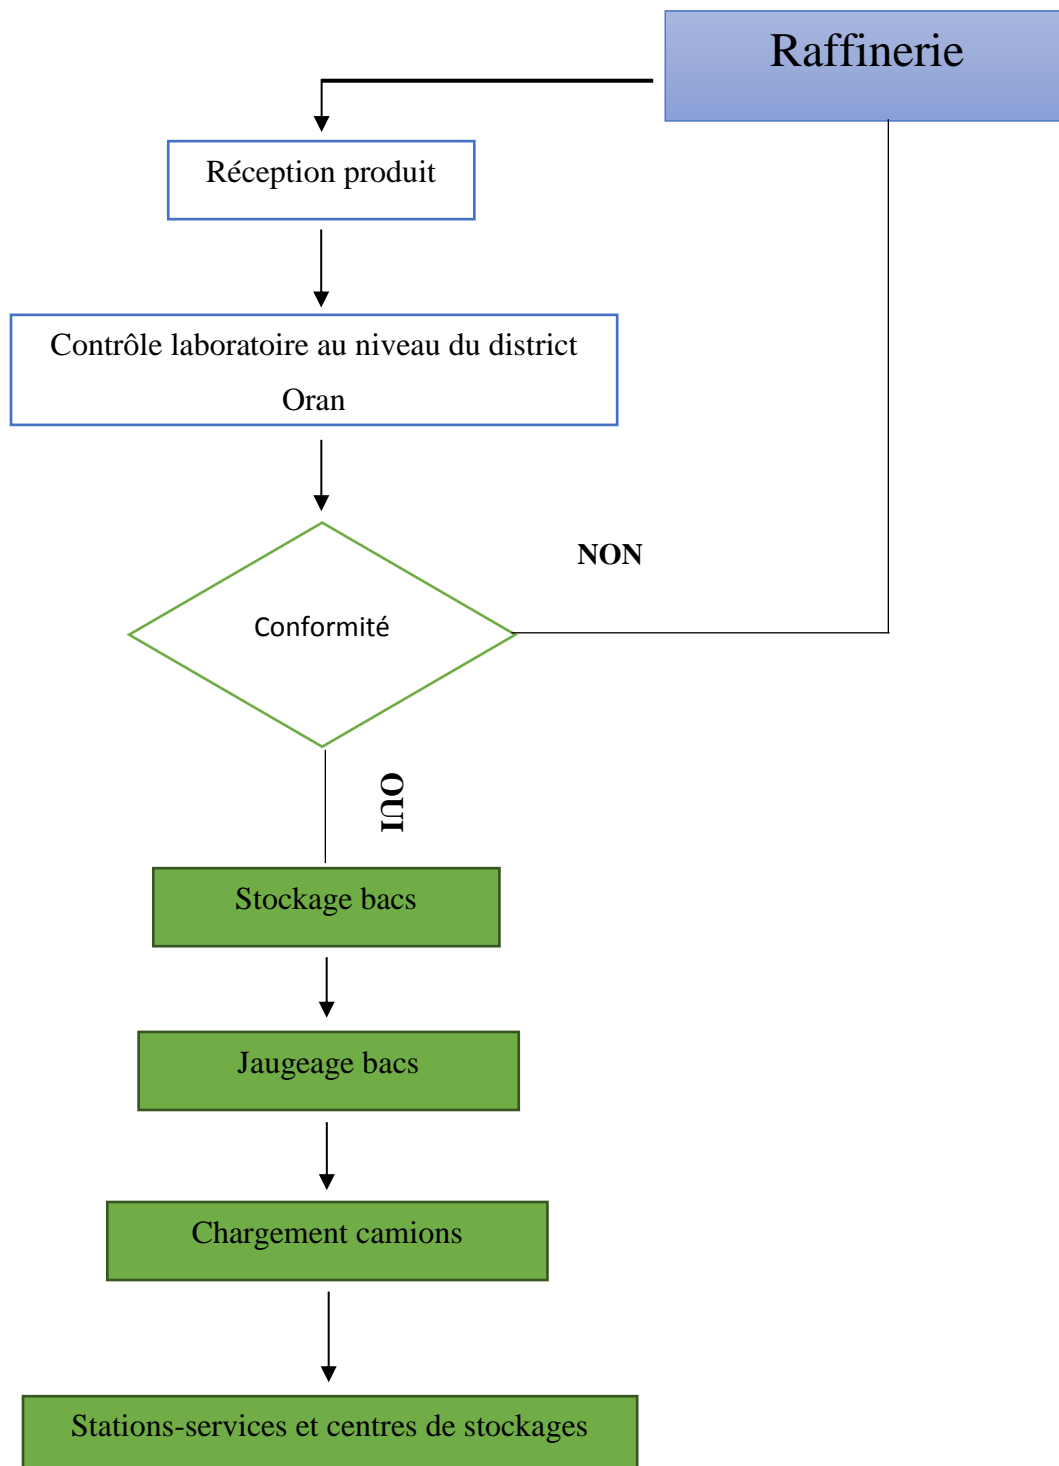 Raffinerie
Réception produit
Contrôle laboratoire au niveau du district
Oran
NON
Conformité
OUI
Stockage bacs
Jaugeage bacs
Chargement camions
Stations-services et centres de stockages